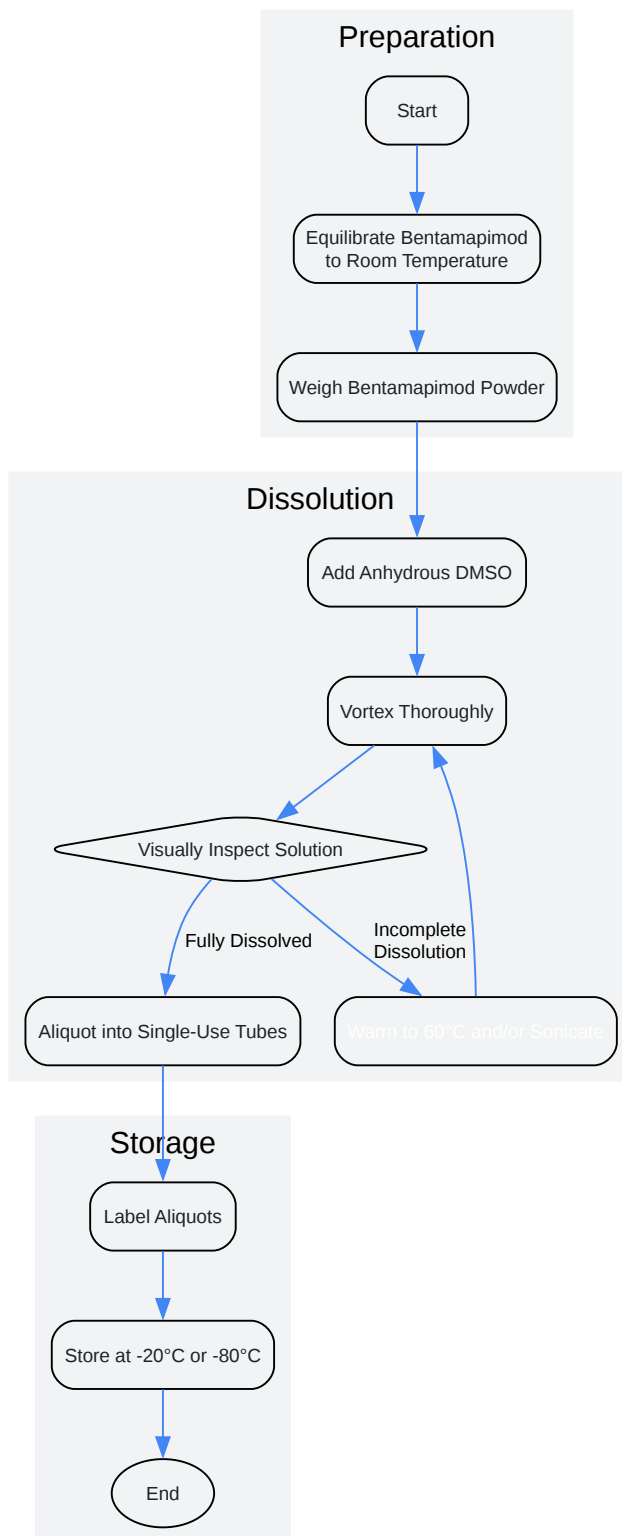 Preparation
Start
Equilibrate Bentamapimod
to Room Temperature
Weigh Bentamapimod Powder
Dissolution
Add Anhydrous DMSO
Vortex Thoroughly
Visually Inspect Solution
Fully Dissolved
Incomplete
Dissolution
Aliquot into Single-Use Tubes
Warm to 60°C and/or Sonicate
Storage
Label Aliquots
Store at -20°C or -80°C
End